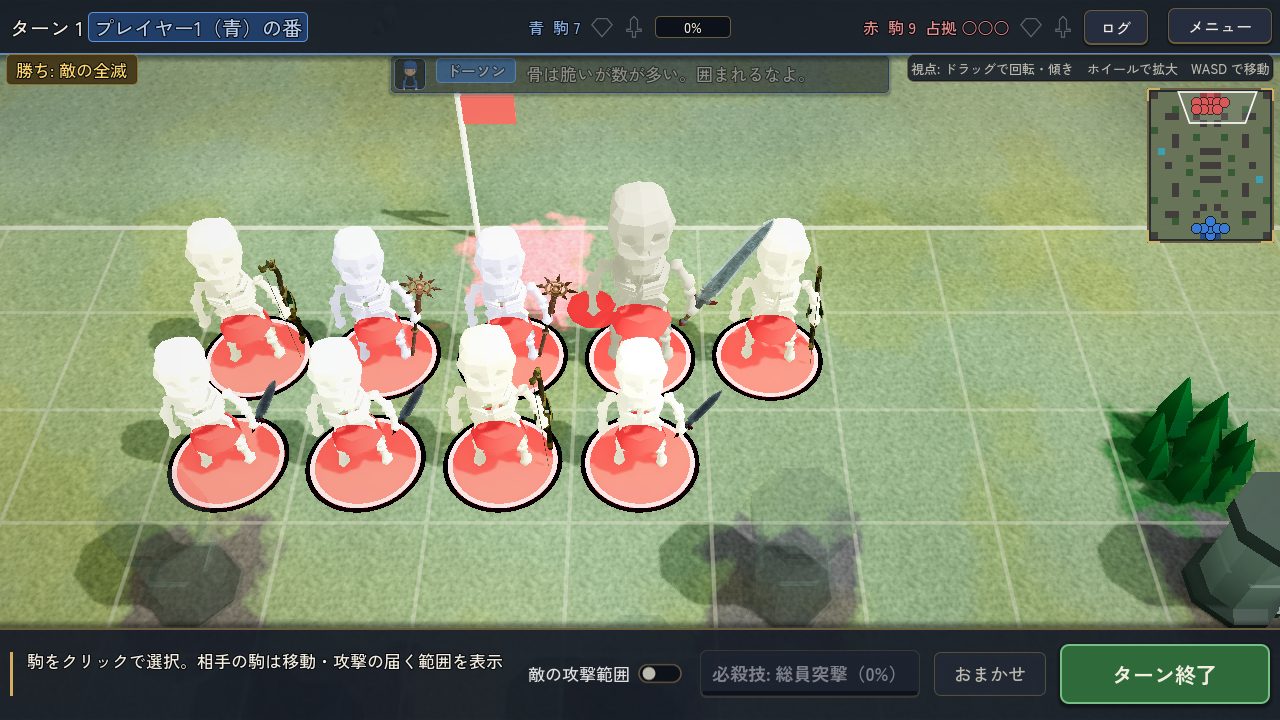 ターン 1 プレイヤー1（青）の番
青 駒 7
0%
赤 駒 9 占拠 〇〇〇
ログ
メニュー
勝ち: 敵の全滅
ドーソン 骨は脆いが数が多い。囲まれるなよ。
視点: ドラッグで回転・傾き ホイールで拡大 WASD で移動
駒をクリックで選択。相手の駒は移動・攻撃の届く範囲を表示
敵の攻撃範囲
必殺技: 総員突撃（0%）
おまかせ
ターン終了